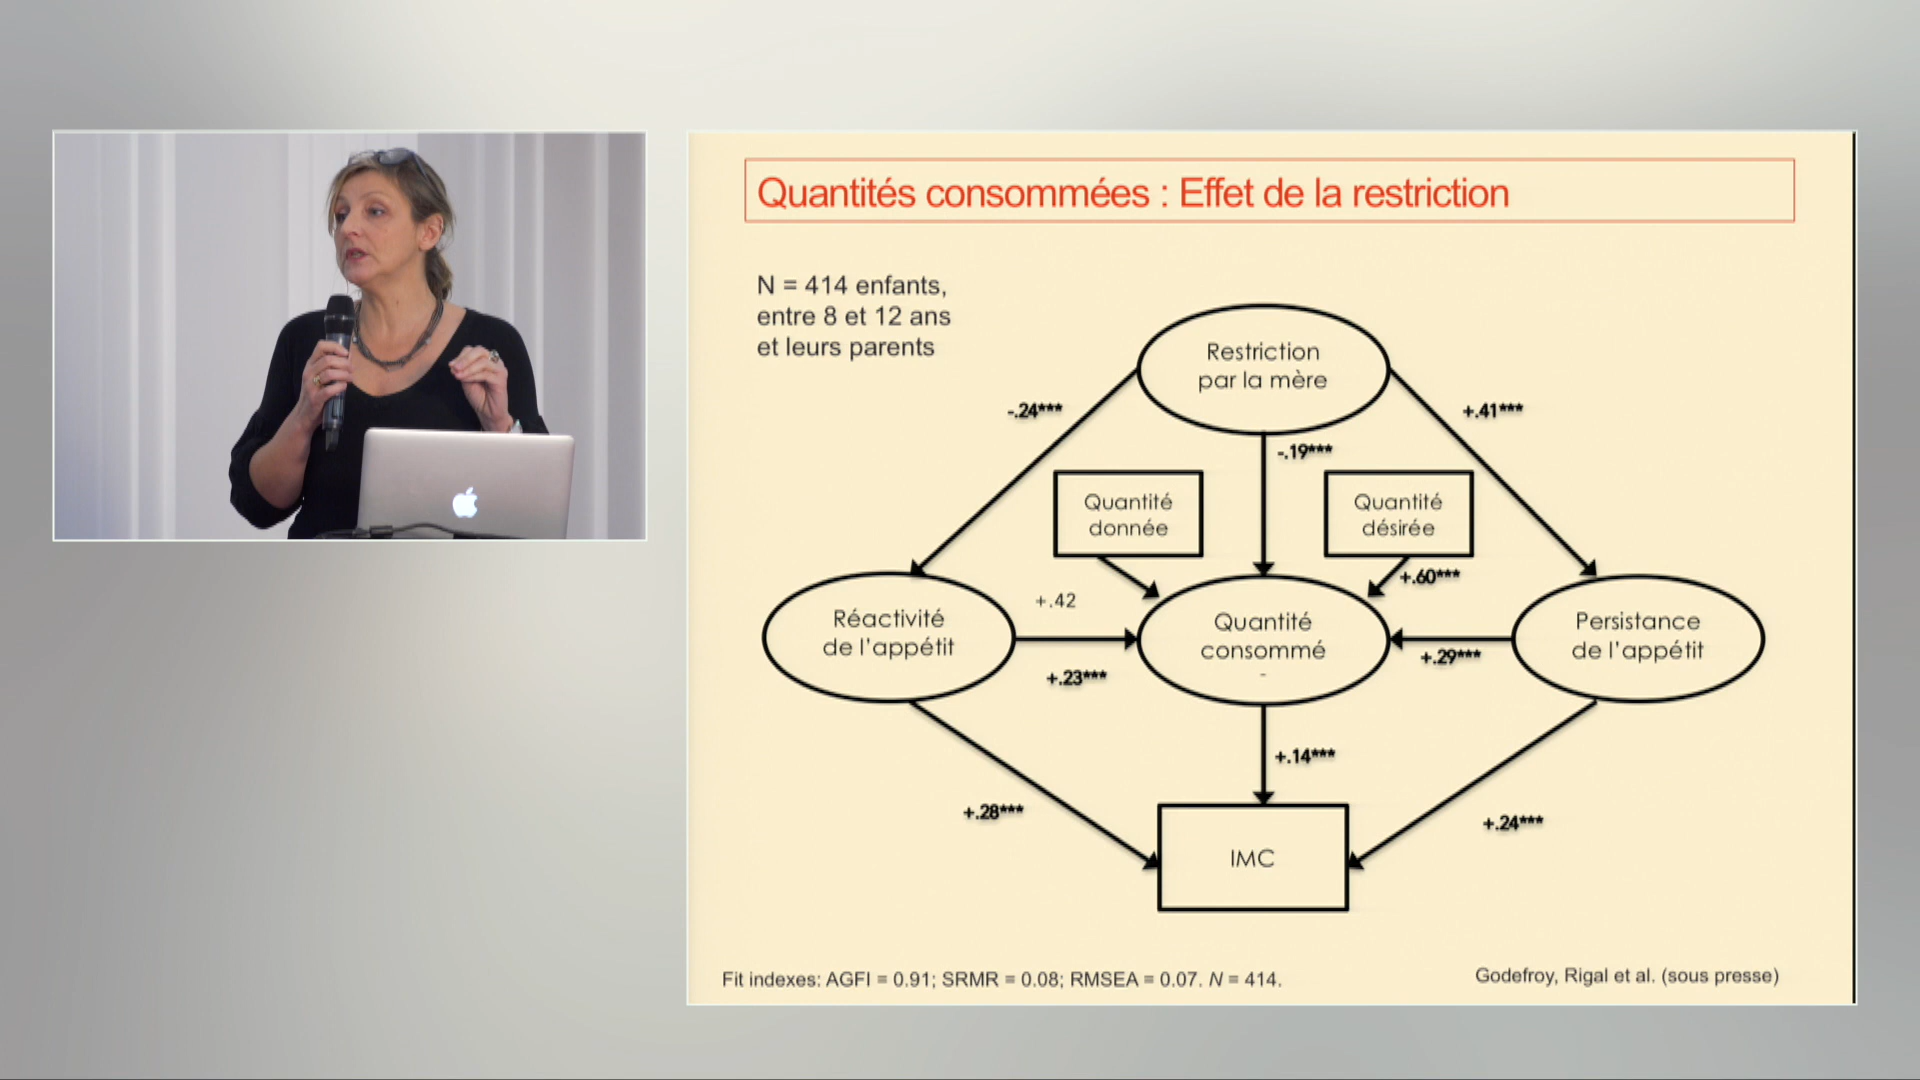 Quantités consommées : Effet de la restriction
N = 414 enfants,
entre 8 et 12 ans
et leurs parents
Restriction
par la mère
-.24***
+.41***
-.19***
Quantité
donnée
Quantité
désirée
+.60***
+.42
Réactivité
de l'appétit
Quantité
consommé
-
Persistance
de l'appétit
+.23***
+.29***
+.14***
+.28***
+.24***
IMC
Fit indexes: AGFI = 0.91; SRMR = 0.08; RMSEA = 0.07. N = 414.
Godefroy, Rigal et al. (sous presse)